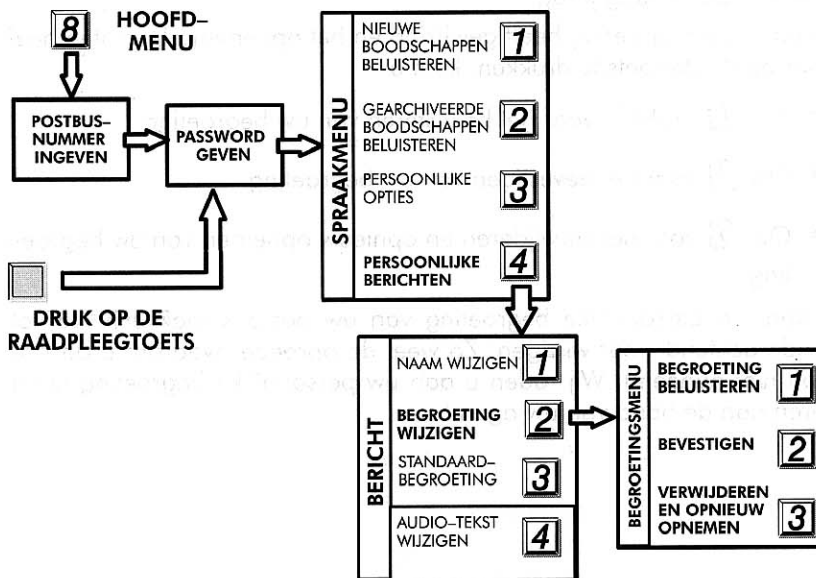 8 HOOFD–
MENU
POSTBUS–
NUMMER
INGEVEN
PASSWORD
GEVEN
DRUK OP DE
RAADPLEEGTOETS
SPRAAKMENU
NIEUWE
BOODSCHAPPEN
BELUISTEREN
1
GEARCHIVEERDE
BOODSCHAPPEN
BELUISTEREN
2
PERSOONLIJKE
OPTIES
3
PERSOONLIJKE
BERICHTEN
4
BERICHT
NAAM WIJZIGEN 1
BEGROETING
WIJZIGEN
2
STANDAARD–
BEGROETING
3
AUDIO–TEKST
WIJZIGEN
4
BEGROETINGSMENU
BEGROETING
BELUISTEREN
1
BEVESTIGEN 2
VERWIJDEREN
EN OPNIEUW
OPNEMEN
3